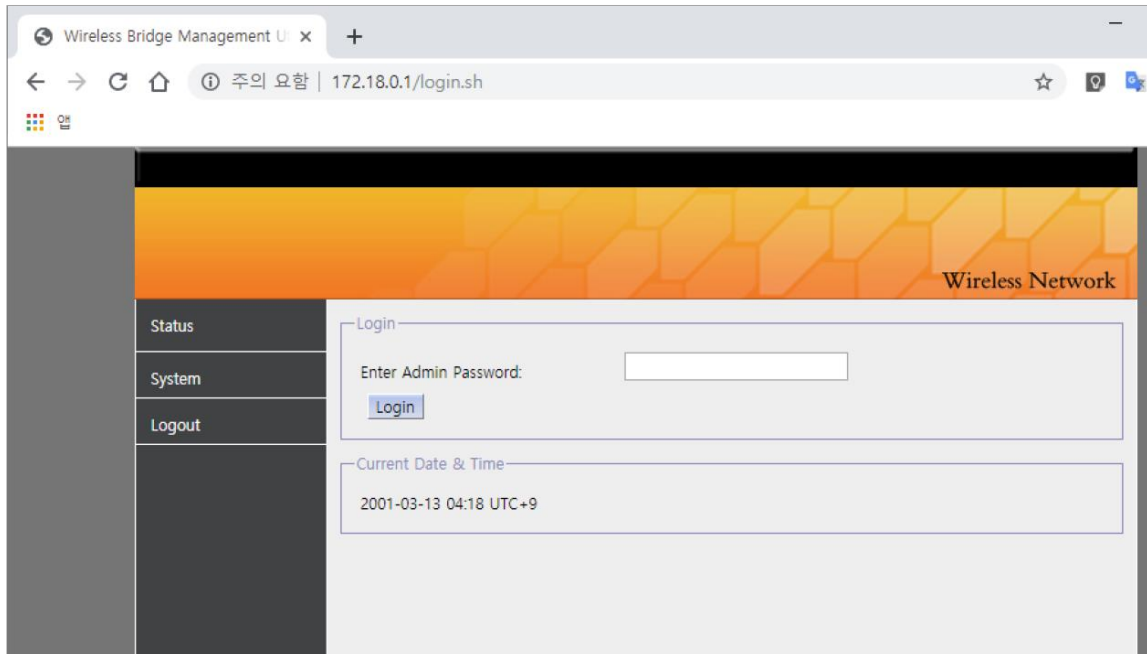 Wireless Bridge Management U
주의 요함 | 172.18.0.1/login.sh
앱
Wireless Network
Status
System
Logout
Login
Enter Admin Password:
Login
Current Date & Time
2001-03-13 04:18 UTC+9